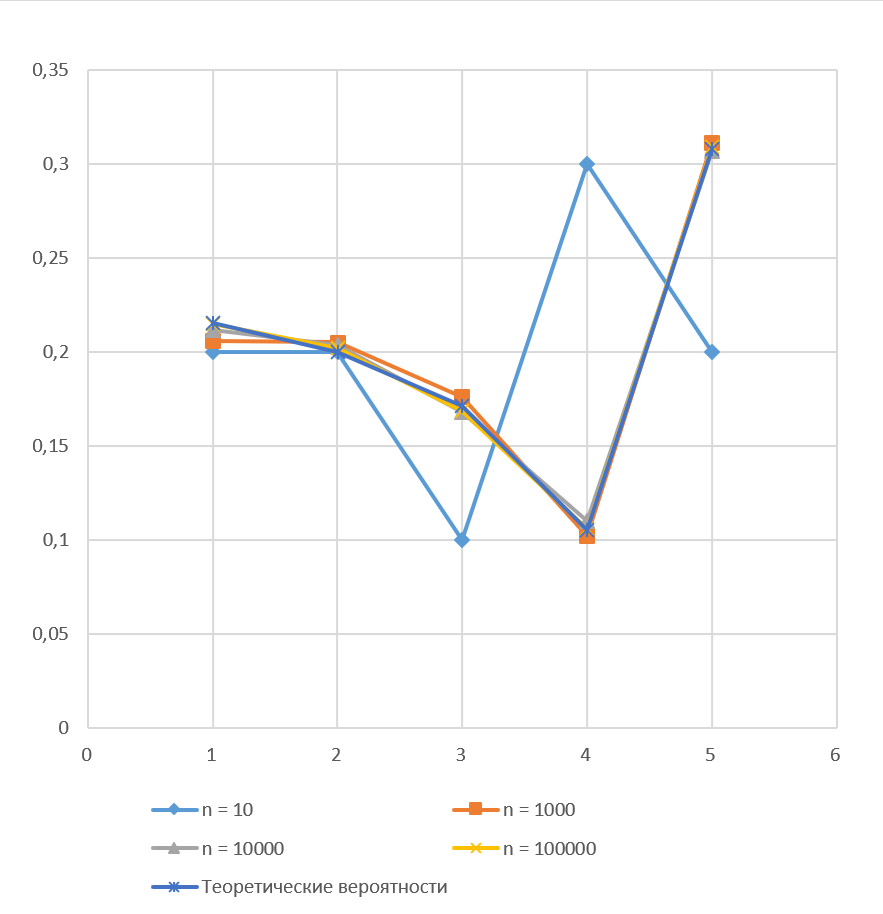 0,35
0,3
0,25
0,2
0,15
0,1
0,05
0
0 1 2 3 4 5 6
n = 10 n = 1000
n = 10000 n = 100000
Теоретические вероятности